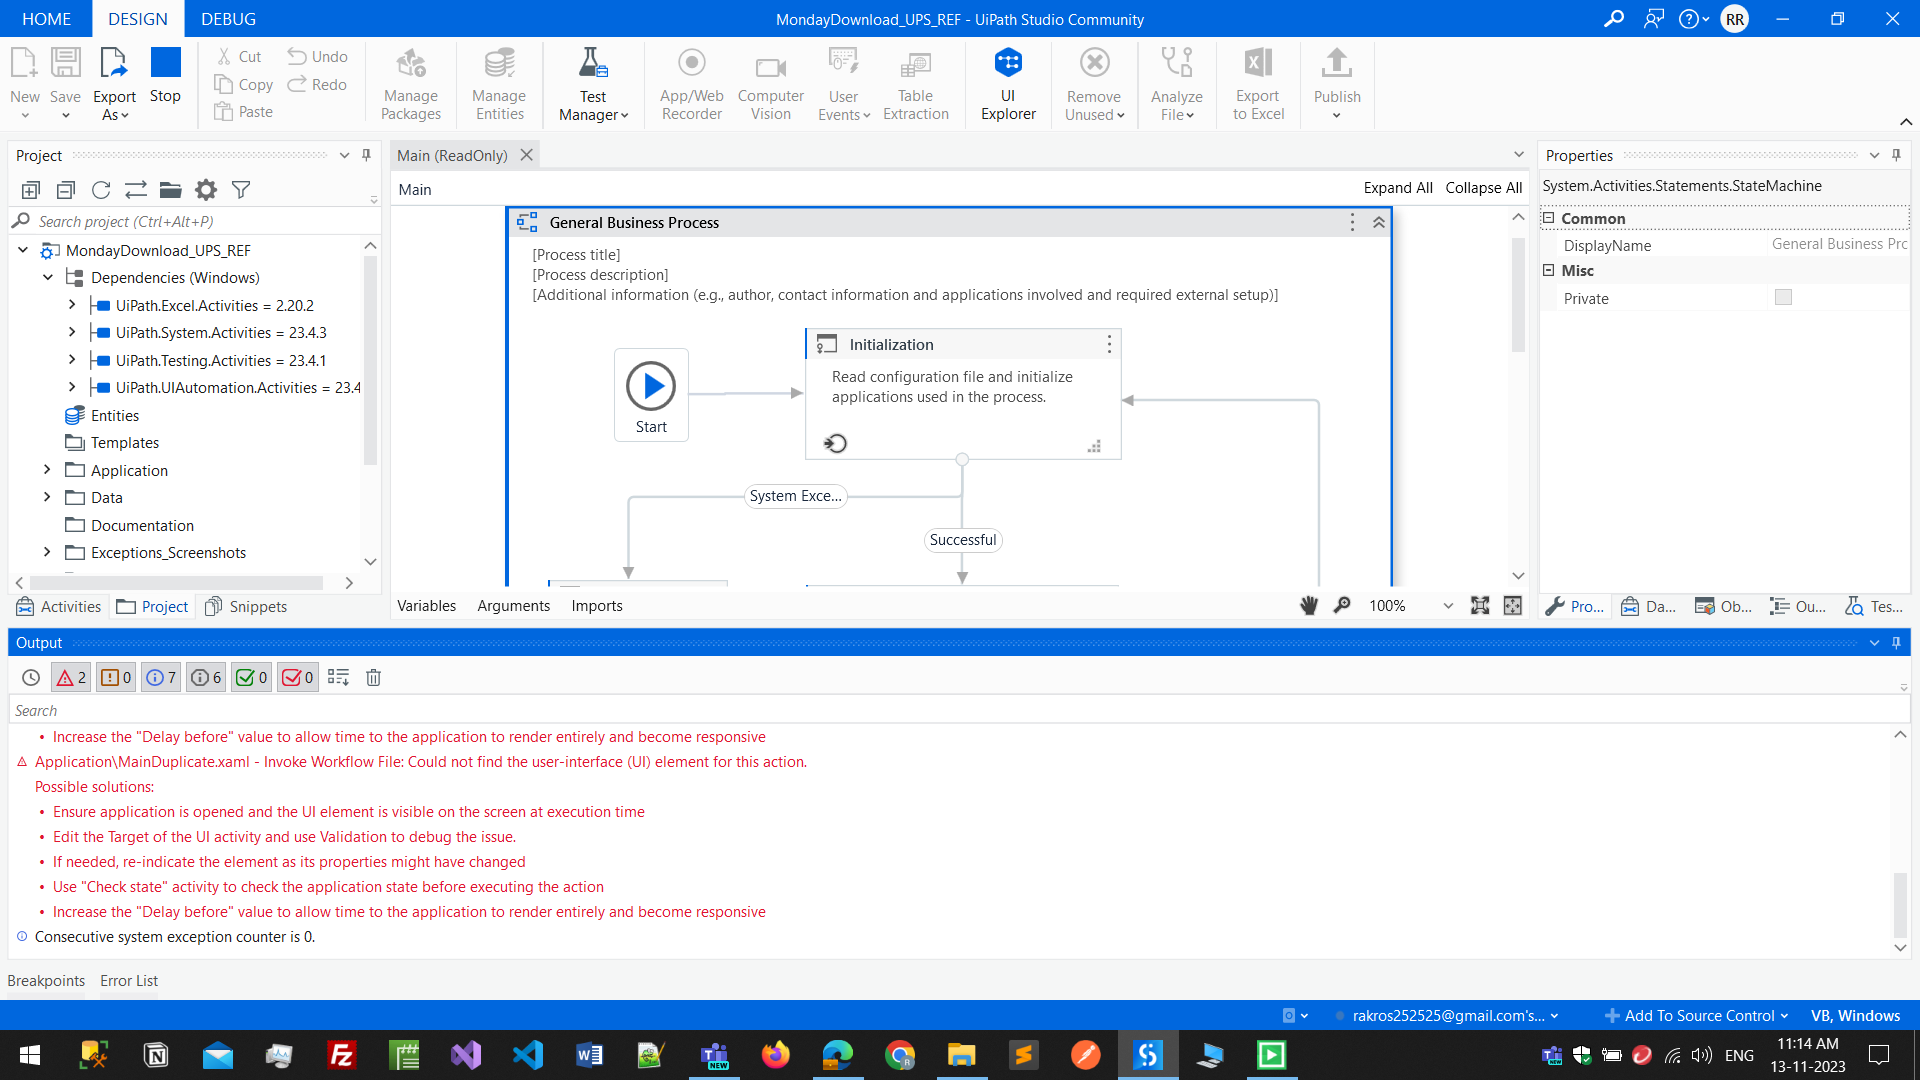 HOME DESIGN DEBUG MondayDownload_UPS_REF - UiPath Studio Community RR
Cut Undo
Copy Redo
Paste
New Save Export As Stop
Manage Packages
Manage Entities
Test Manager
App/Web Recorder
Computer Vision
User Events
Table Extraction
UI Explorer
Remove Unused
Analyze File
Export to Excel
Publish
Project
Search project (Ctrl+Alt+P)
MondayDownload_UPS_REF
Dependencies (Windows)
UiPath.Excel.Activities = 2.20.2
UiPath.System.Activities = 23.4.3
UiPath.Testing.Activities = 23.4.1
UiPath.UIAutomation.Activities = 23.4
Entities
Templates
Application
Data
Documentation
Exceptions_Screenshots
Activities Project Snippets
Main (ReadOnly)
Main Expand All Collapse All
General Business Process
[Process title]
[Process description]
[Additional information (e.g., author, contact information and applications involved and required external setup)]
Start
Initialization
Read configuration file and initialize
applications used in the process.
System Exce...
Successful
Variables Arguments Imports 100%
Properties
System.Activities.Statements.StateMachine
Common
DisplayName General Business Prc
Misc
Private
Pro... Da... Ob... Ou... Tes...
Output
2 0 7 6 0 0
Search
• Increase the "Delay before" value to allow time to the application to render entirely and become responsive
Application\MainDuplicate.xaml - Invoke Workflow File: Could not find the user-interface (UI) element for this action.
Possible solutions:
• Ensure application is opened and the UI element is visible on the screen at execution time
• Edit the Target of the UI activity and use Validation to debug the issue.
• If needed, re-indicate the element as its properties might have changed
• Use "Check state" activity to check the application state before executing the action
• Increase the "Delay before" value to allow time to the application to render entirely and become responsive
Consecutive system exception counter is 0.
Breakpoints Error List
rakros252525@gmail.com's... Add To Source Control VB, Windows
NEW
ENG 11:14 AM
13-11-2023